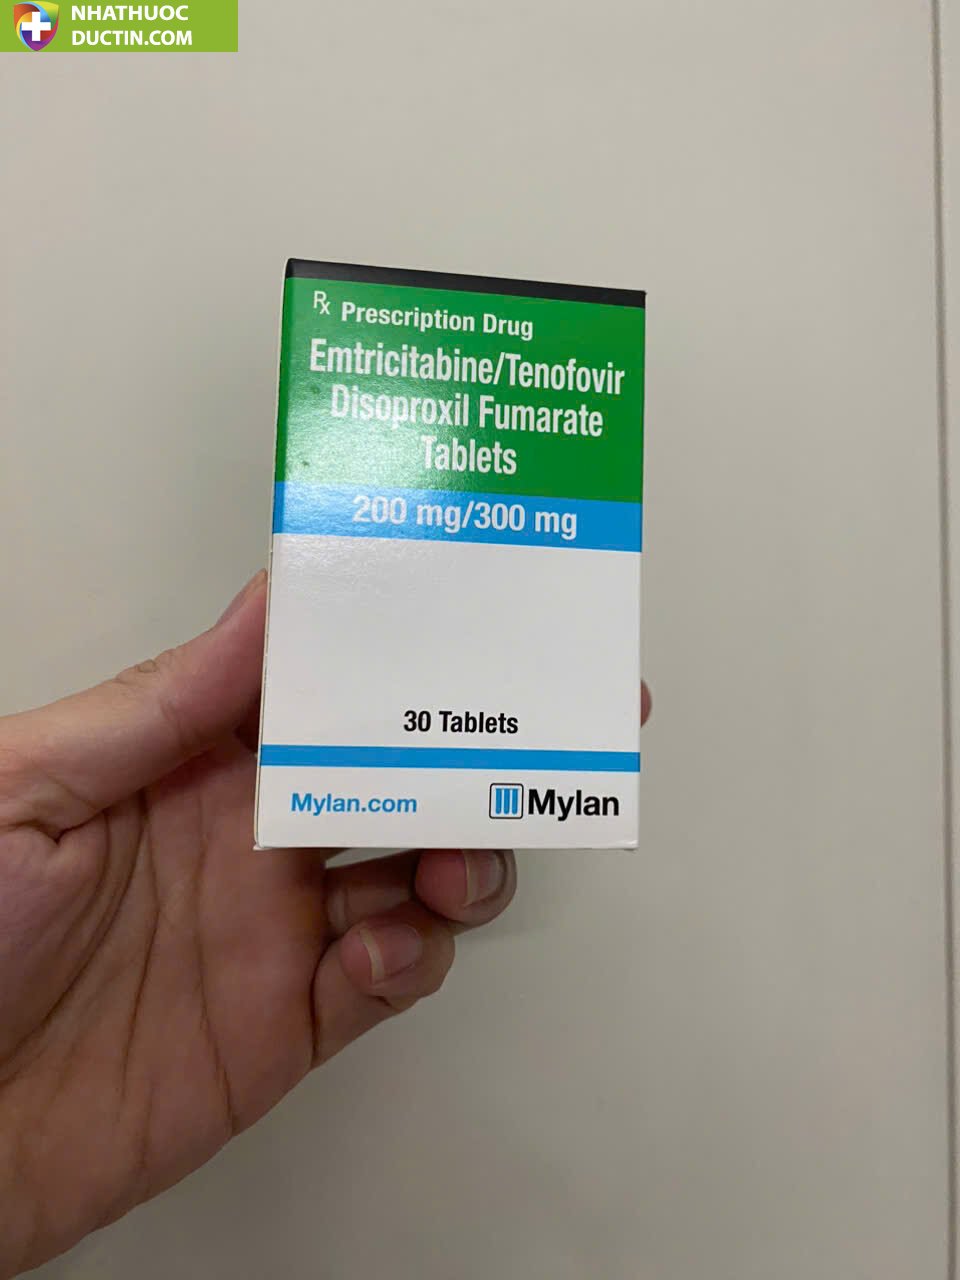 NHATHUOC
DUCTIN.COM
Rx Prescription Drug
Emtricitabine/Tenofovir
Disoproxil Fumarate
Tablets
200 mg/300 mg
30 Tablets
Mylan.com
Mylan